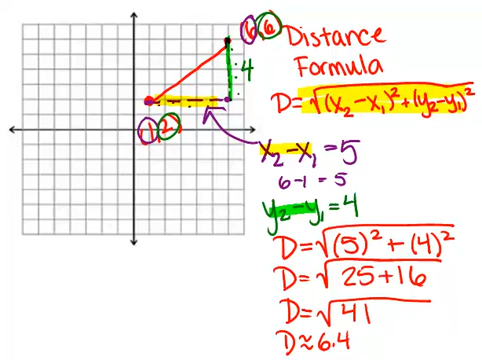 (6,6)
Distance
Formula
4
D=√(x₂-x₁)²+(y₂-y₁)²
(1,2)
x₂-x₁=5
6-1=5
y₂-y₁=4
D=√(5)²+(4)²
D=√25+16
D=√41
D≈6.4